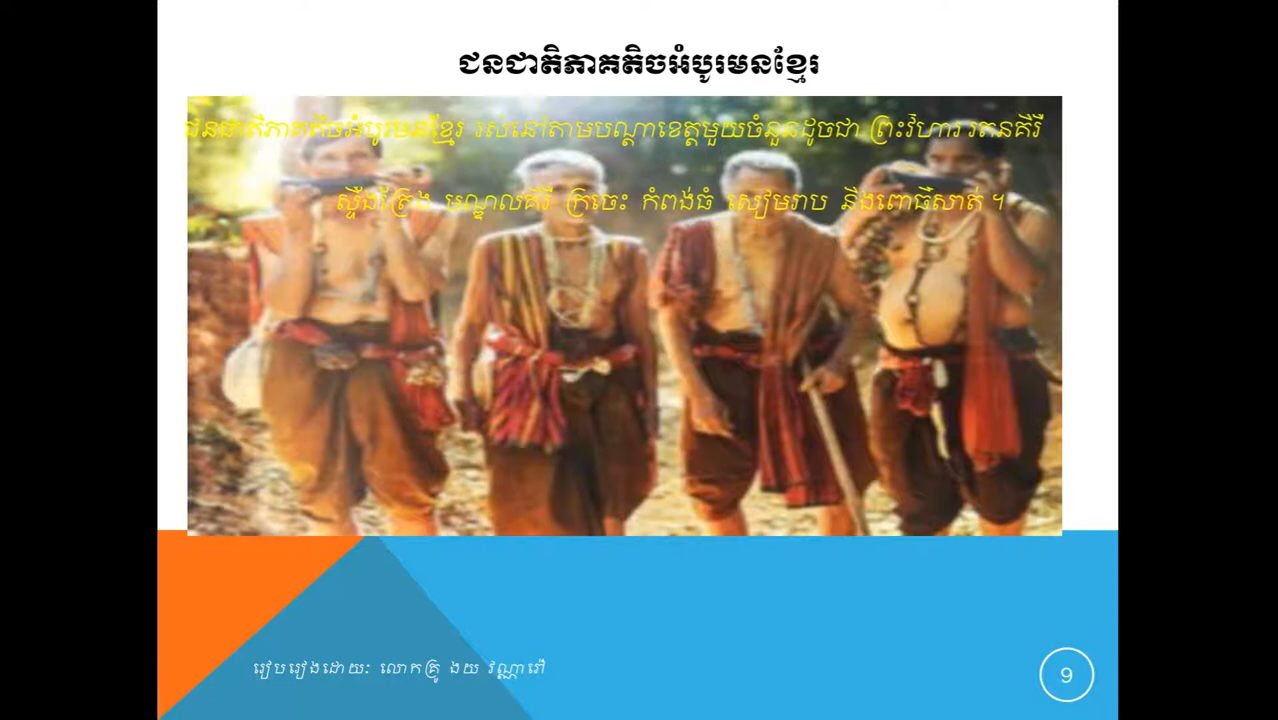 ជនជាតិភាគតិចអំបូរមនខ្មែរ
ជនជាតិភាគតិចអំបូរមនខ្មែរ រស់នៅតាមបណ្តាខេត្តមួយចំនួនដូចជា ព្រះវិហារ រតនគីរី
ស្ទឹងត្រែង មណ្ឌលគីរី ក្រចេះ កំពង់ធំ សៀមរាប និងពោធិ៍សាត់ ។
រៀបរៀងដោយ: លោកគ្រូ ងយ វណ្ណារើ
9